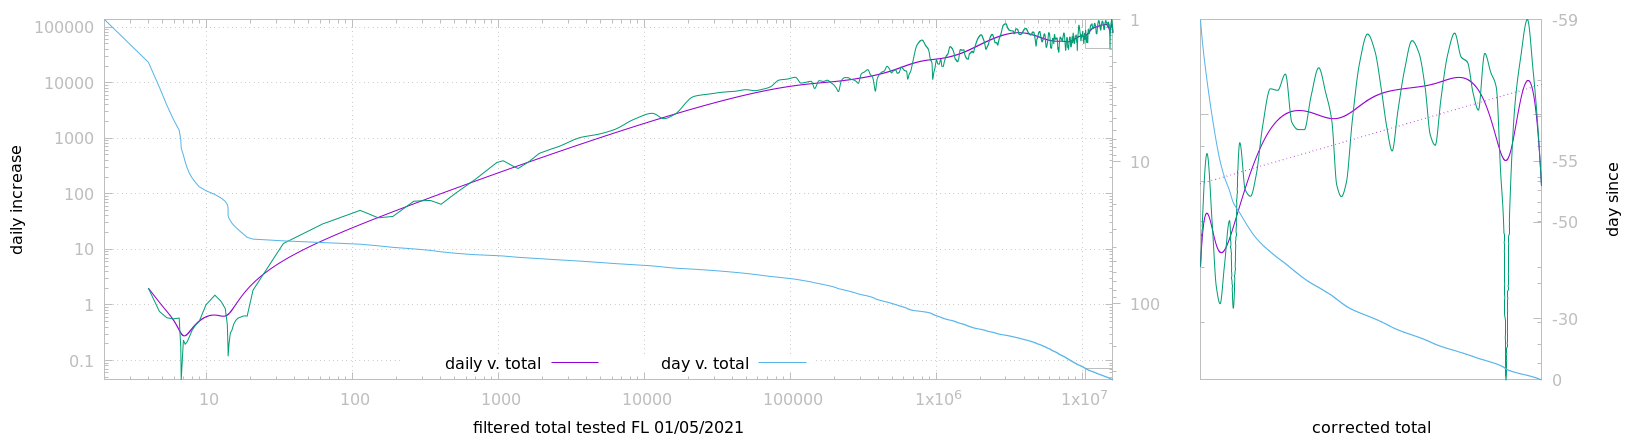 100000
10000
1000
100
10
1
0.1
daily increase
10
100
1000
10000
100000
1x10⁶
1x10⁷
filtered total tested FL 01/05/2021
daily v. total
day v. total
1
10
100
-59
-55
-50
-30
0
day since
corrected total